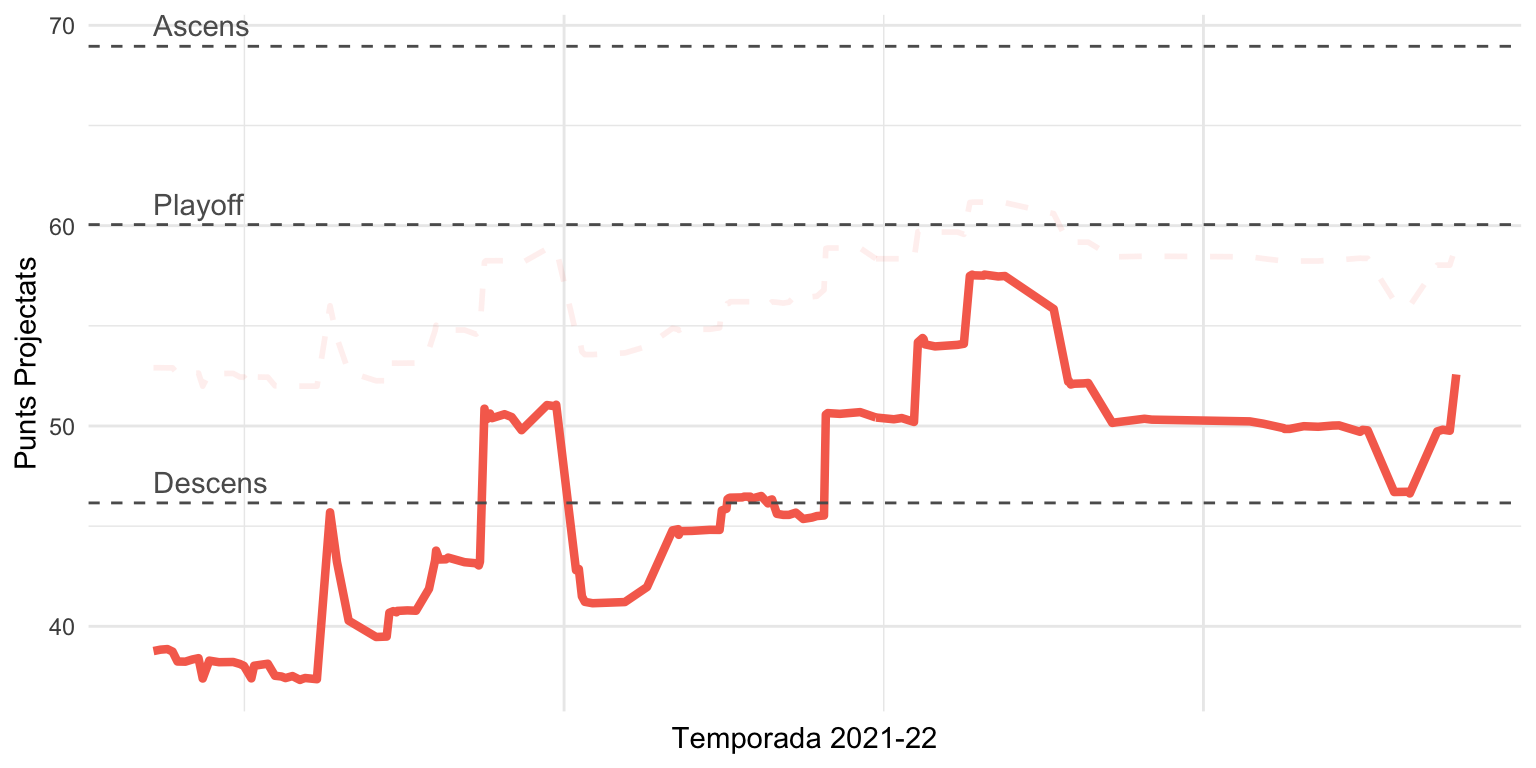 70
Ascens
Playoff
60
50
Descens
40
Punts Projectats
Temporada 2021-22